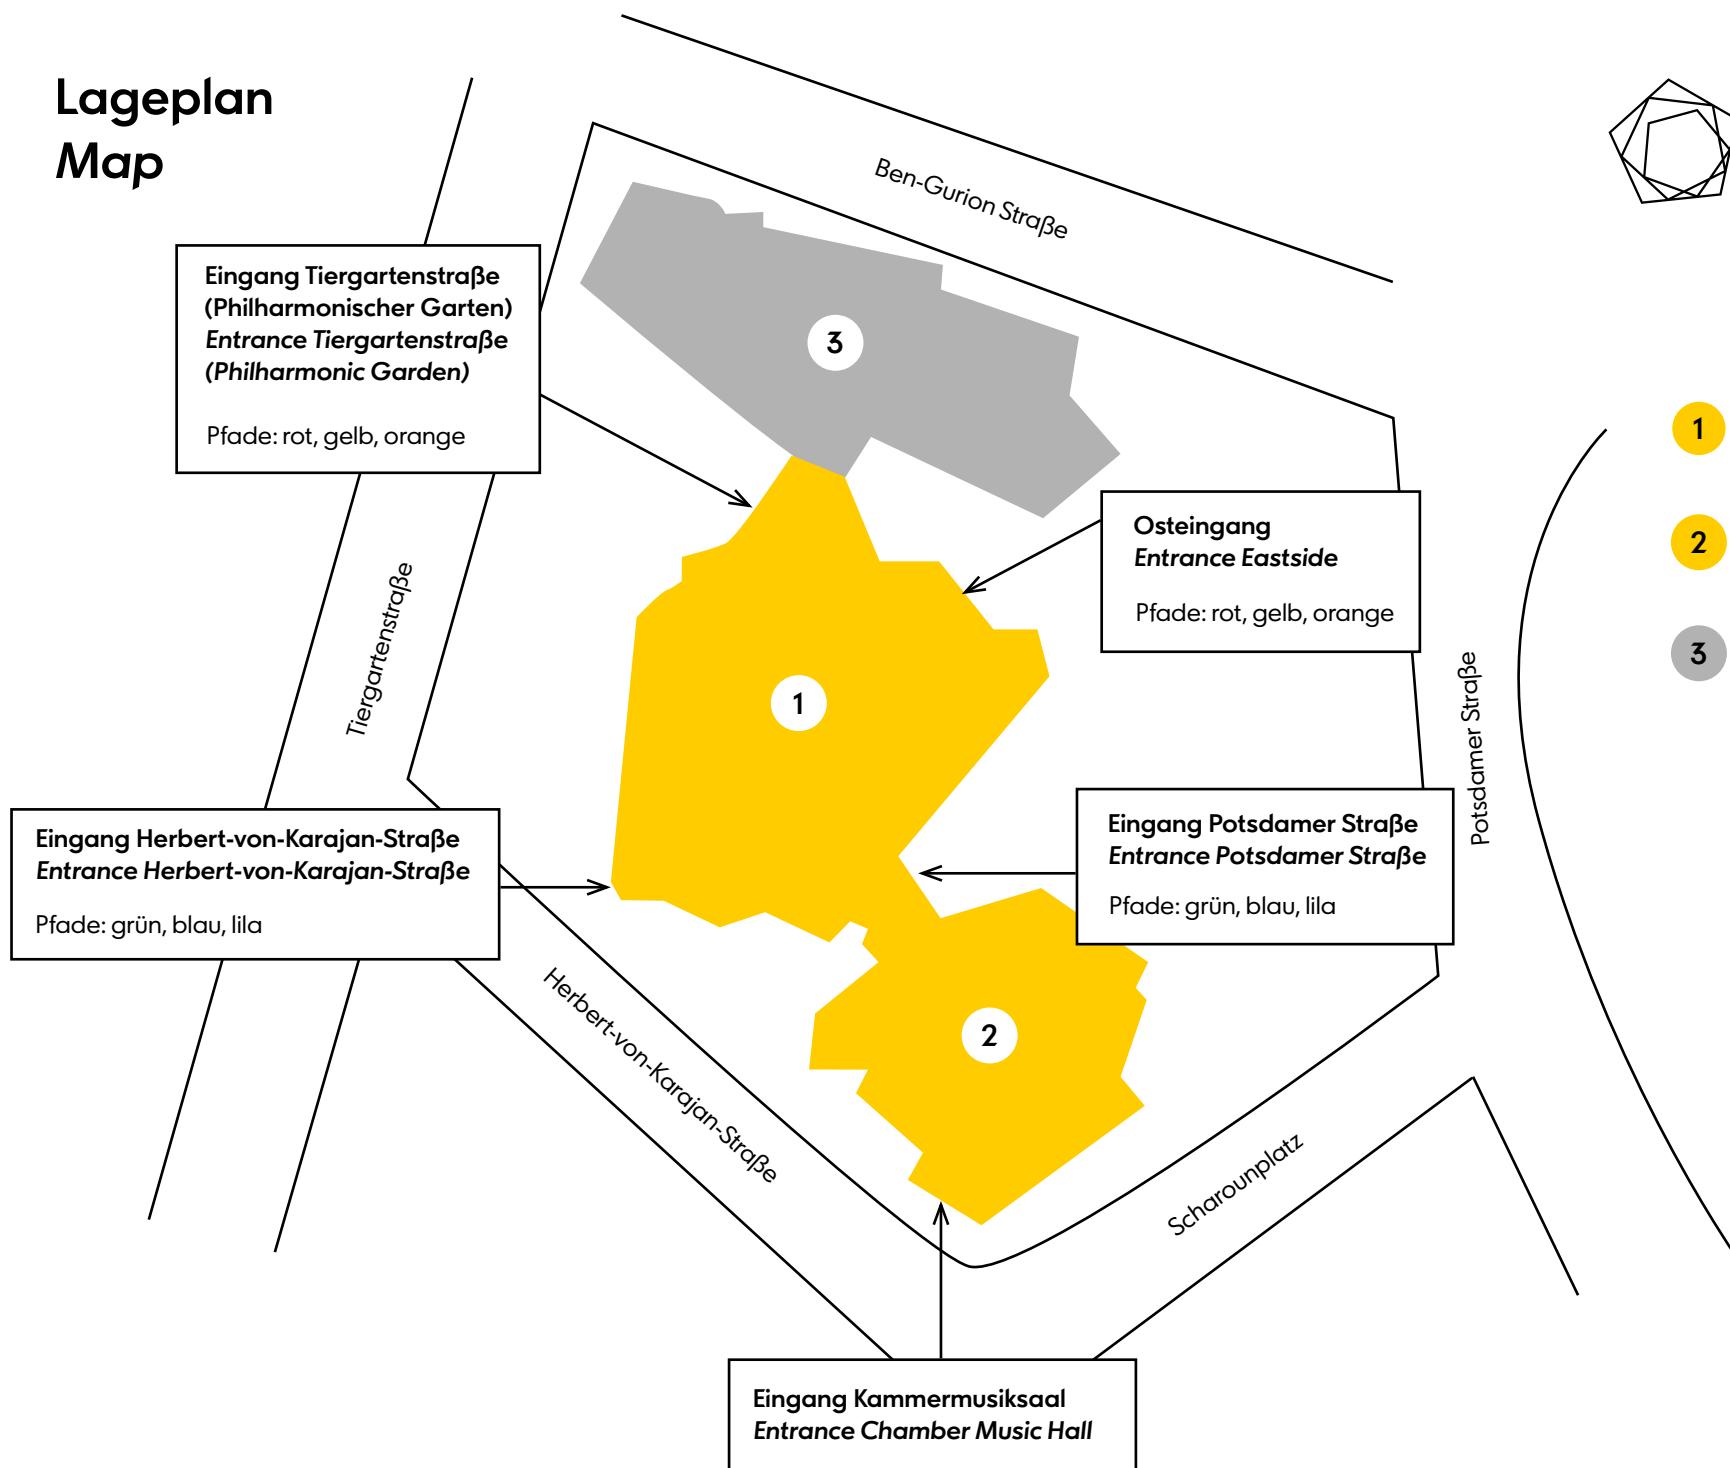 Lageplan
Map
Ben-Gurion Straße
Eingang Tiergartenstraße
(Philharmonischer Garten)
Entrance Tiergartenstraße
(Philharmonic Garden)
Pfade: rot, gelb, orange
3
1
2
3
Osteingang
Entrance Eastside
Pfade: rot, gelb, orange
Tiergartenstraße
1
Potsdamer Straße
Eingang Herbert-von-Karajan-Straße
Entrance Herbert-von-Karajan-Straße
Pfade: grün, blau, lila
Eingang Potsdamer Straße
Entrance Potsdamer Straße
Pfade: grün, blau, lila
2
Herbert-von-Karajan-Straße
Scharounplatz
Eingang Kammermusiksaal
Entrance Chamber Music Hall